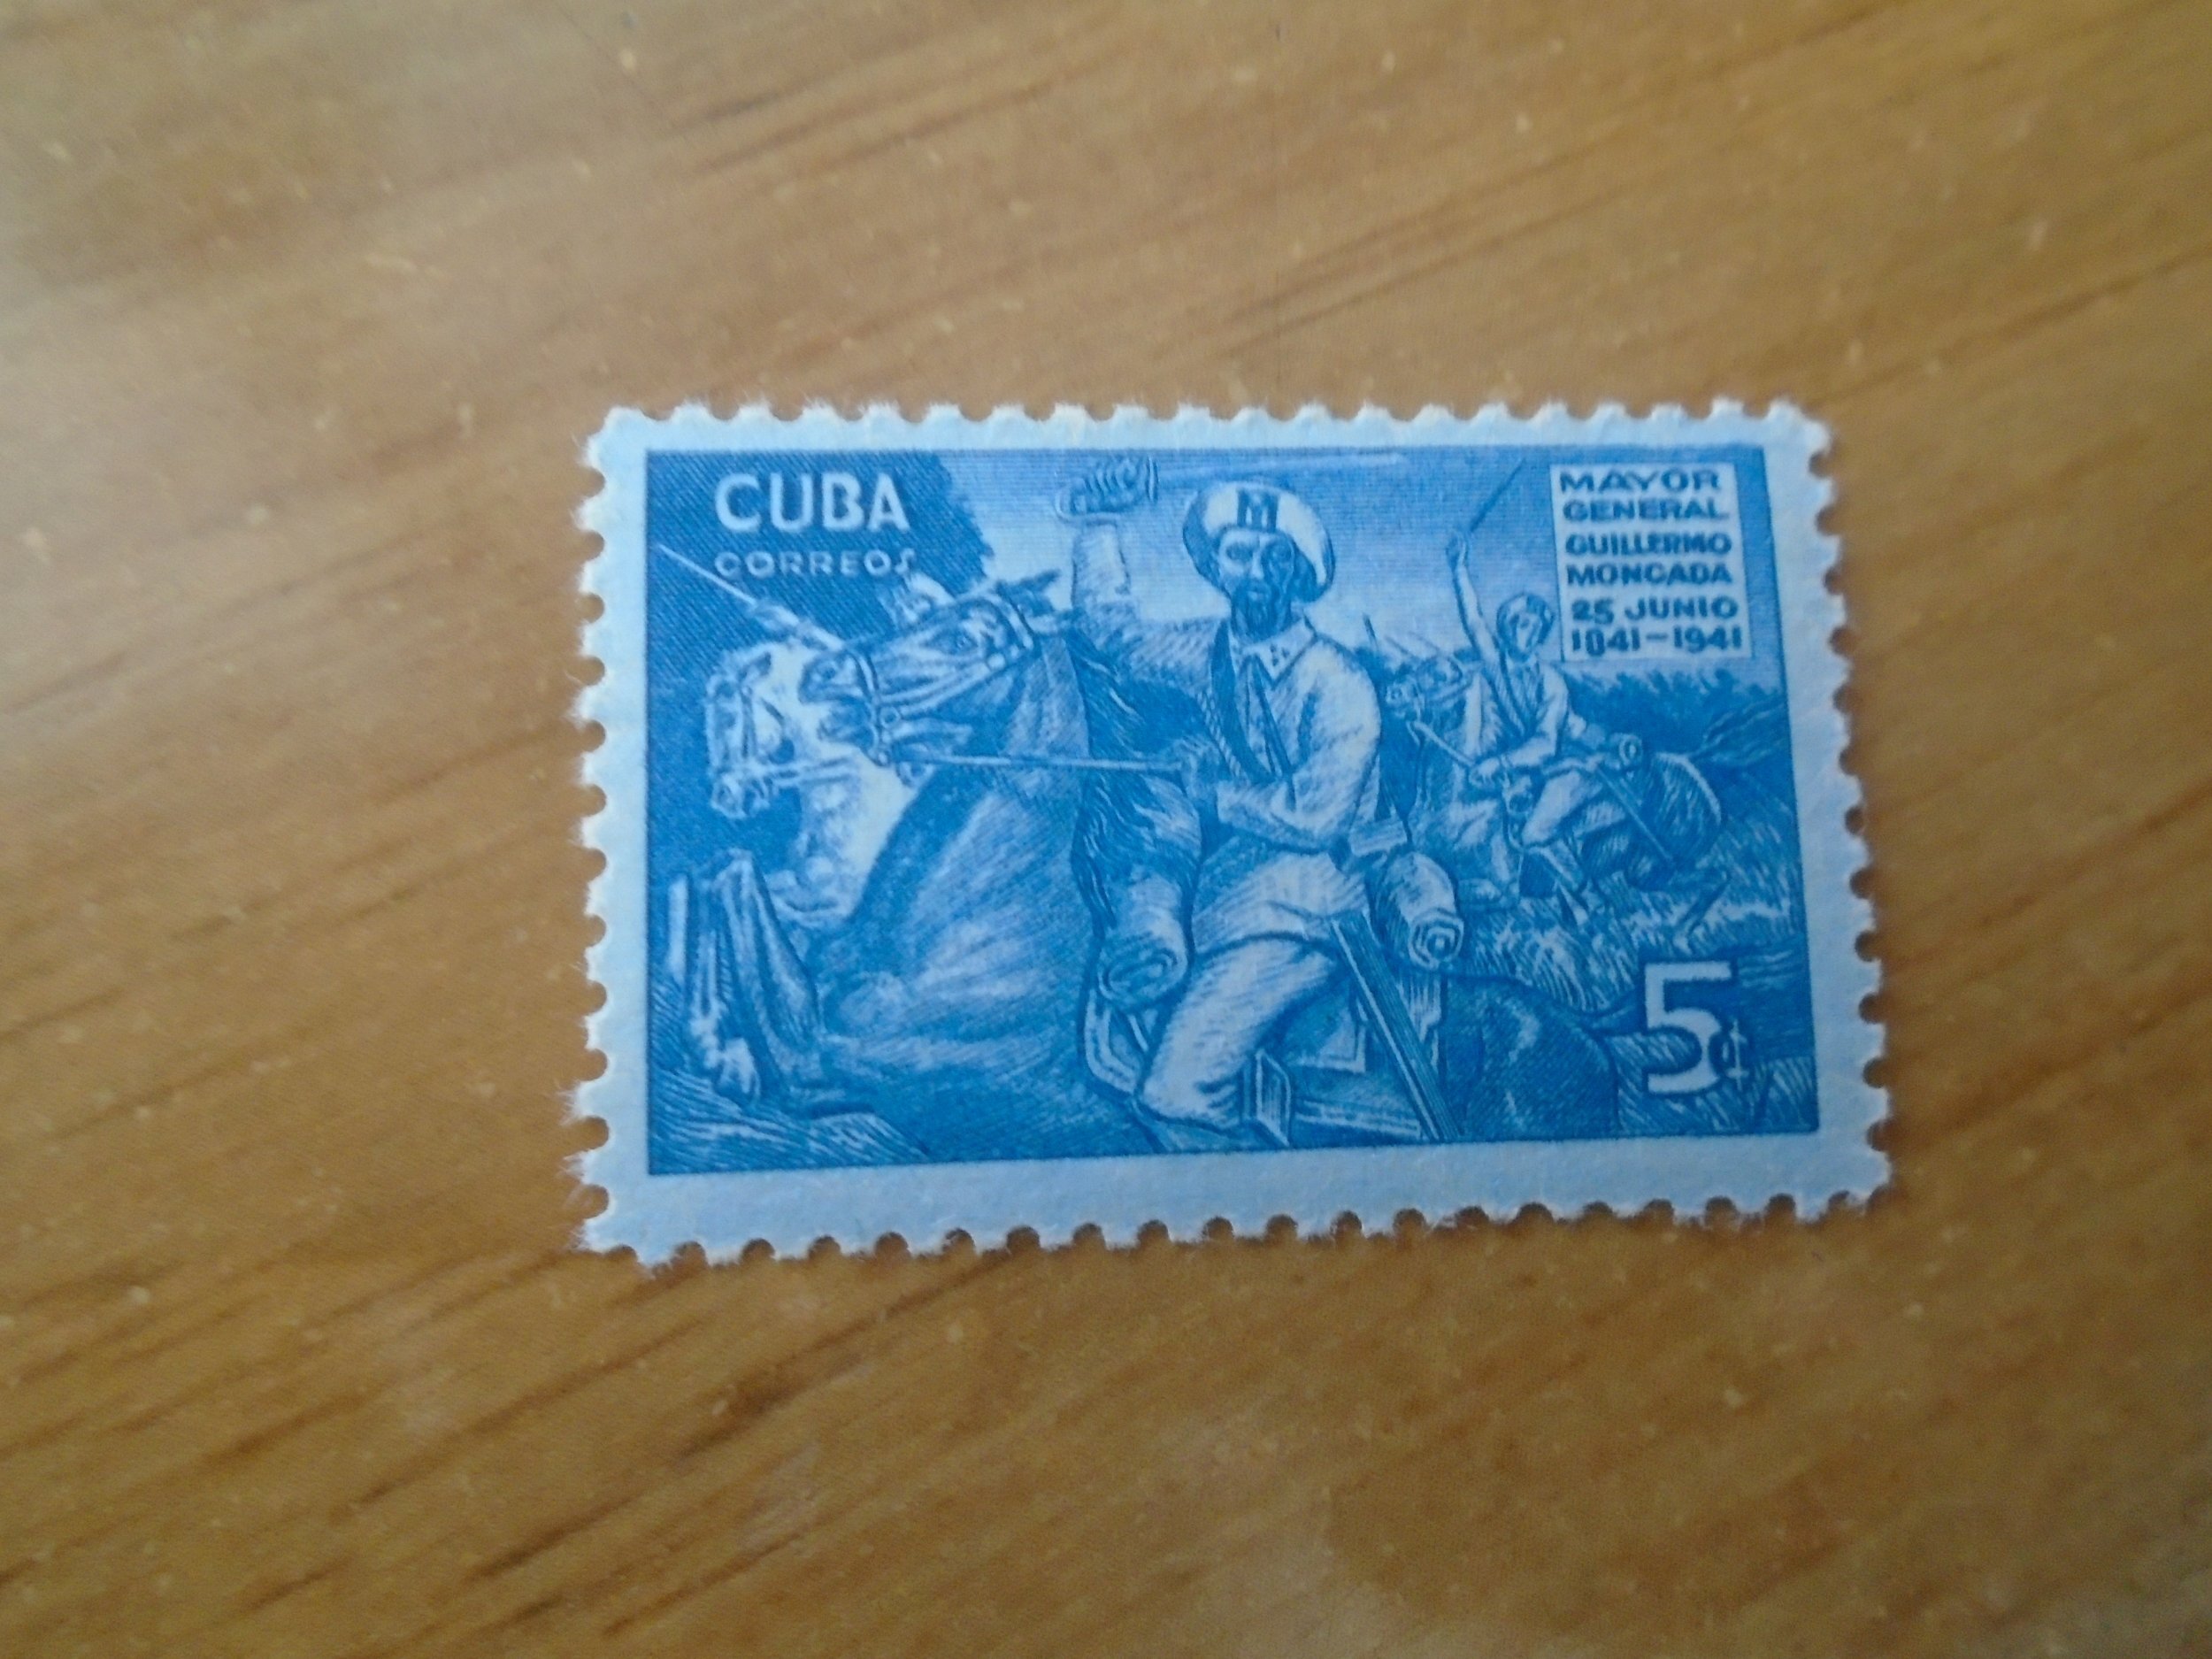 CUBA
CORREOS
MAYOR
GENERAL
GUILLERMO
MONCADA
25 JUNIO
1841-1941
5¢